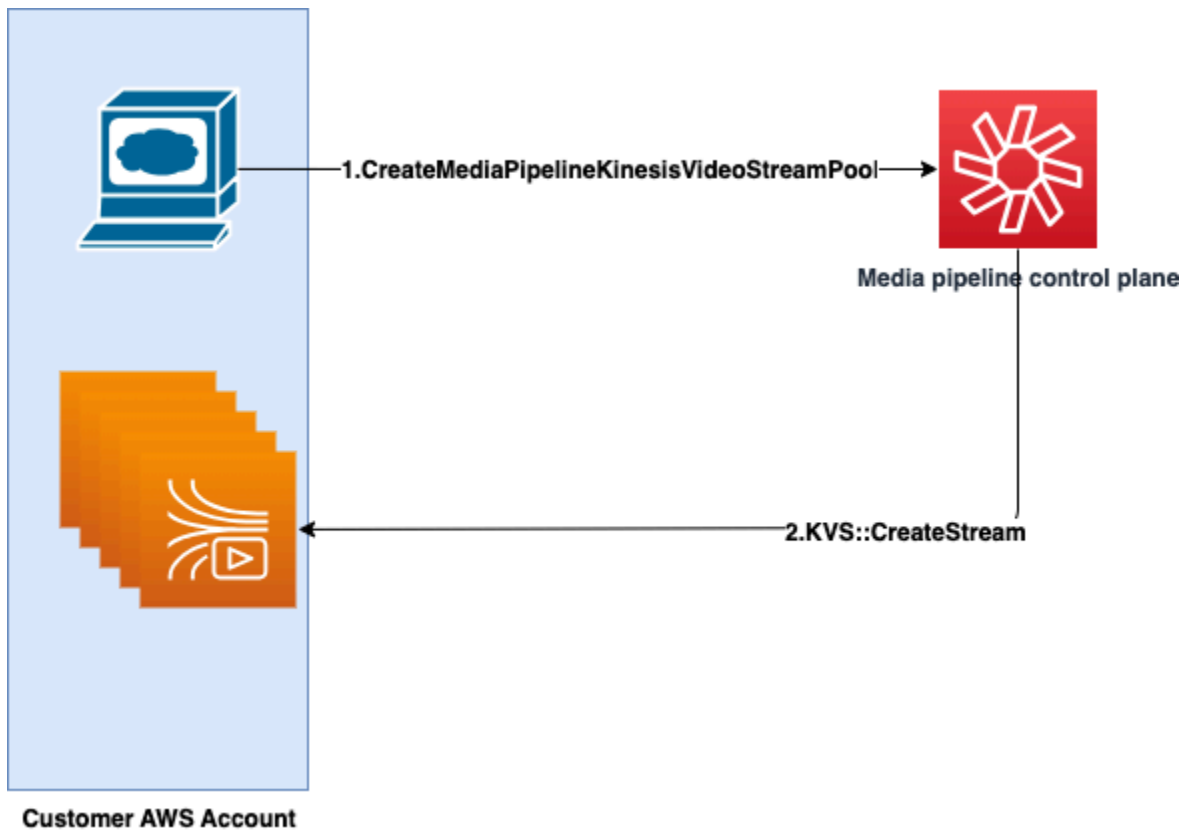 1.CreateMediaPipelineKinesisVideoStreamPool
Media pipeline control plane
2.KVS::CreateStream
Customer AWS Account